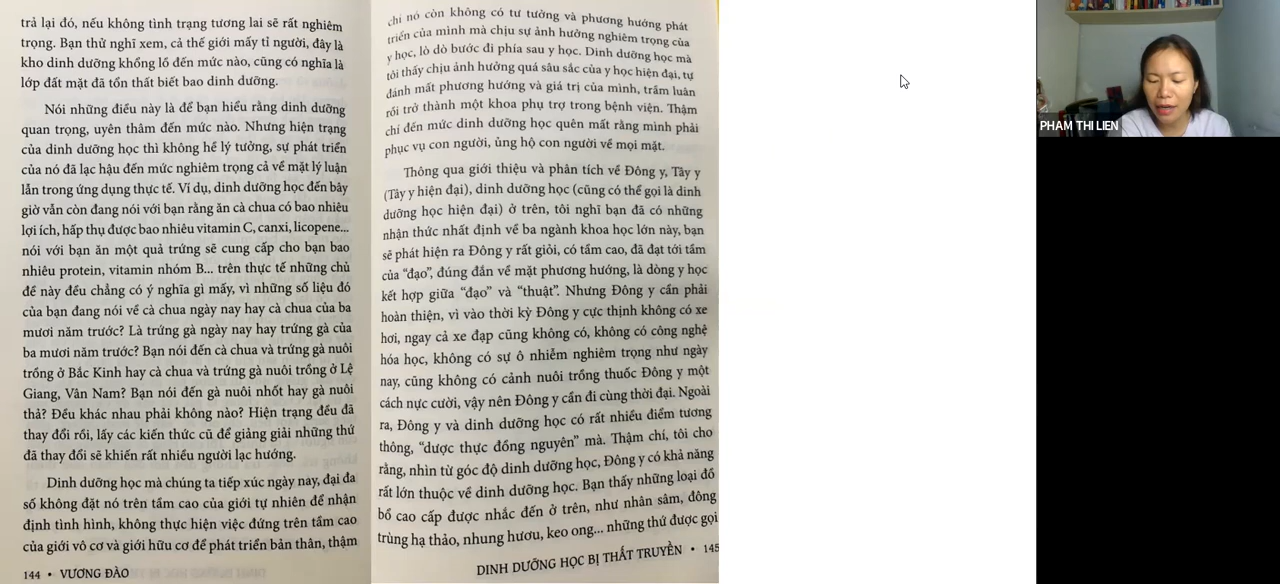 trả lại đó, nếu không tình trạng tương lai sẽ rất nghiêm
trọng. Bạn thử nghĩ xem, cả thế giới mấy tỉ người, đây là
kho dinh dưỡng khổng lồ đến mức nào, cũng có nghĩa là
lớp đất mặt đã tổn thất biết bao dinh dưỡng.
Nói những điều này là để bạn hiểu rằng dinh dưỡng
quan trọng, uyên thâm đến mức nào. Nhưng hiện trạng
của dinh dưỡng học thì không hề lý tưởng, sự phát triển
của nó đã lạc hậu đến mức nghiêm trọng cả về mặt lý luận
lẫn trong ứng dụng thực tế. Ví dụ, dinh dưỡng học đến bây
giờ vẫn còn đang nói với bạn rằng ăn cà chua có bao nhiêu
lợi ích, hấp thụ được bao nhiêu vitamin C, canxi, licopene...
nói với bạn ăn một quả trứng sẽ cung cấp cho bạn bao
nhiêu protein, vitamin nhóm B... trên thực tế những chủ
đề này đều chẳng có ý nghĩa gì mấy, vì những số liệu đó
của bạn đang nói về cà chua ngày nay hay cà chua của ba
mươi năm trước? Là trứng gà ngày nay hay trứng gà của
ba mươi năm trước? Bạn nói đến cà chua và trứng gà nuôi
trồng ở Bắc Kinh hay cà chua và trứng gà nuôi trồng ở Lệ
Giang, Vân Nam? Bạn nói đến gà nuôi nhốt hay gà nuôi
thả? Đều khác nhau phải không nào? Hiện trạng đều đã
thay đổi rồi, lấy các kiến thức cũ để giảng giải những thứ
đã thay đổi sẽ khiến rất nhiều người lạc hướng.
Dinh dưỡng học mà chúng ta tiếp xúc ngày nay, đại đa
số không đặt nó trên tầm cao của giới tự nhiên để nhận
định tình hình, không thực hiện việc đứng trên tầm cao
của giới vô cơ và giới hữu cơ để phát triển bản thân, thậm
144 • VƯƠNG ĐÀO
chí nó còn không có tư tưởng và phương hướng phát
triển của mình mà chịu sự ảnh hưởng nghiêm trọng của
y học, lò dò bước đi phía sau y học. Dinh dưỡng học mà
tôi thấy chịu ảnh hưởng quá sâu sắc của y học hiện đại, tự
đánh mất phương hướng và giá trị của mình, trầm luân
rồi trở thành một khoa phụ trợ trong bệnh viện. Thậm
chí đến mức dinh dưỡng học quên mất rằng mình phải
phục vụ con người, ủng hộ con người về mọi mặt.
Thông qua giới thiệu và phân tích về Đông y, Tây y
(Tây y hiện đại), dinh dưỡng học (cũng có thể gọi là dinh
dưỡng học hiện đại) ở trên, tôi nghĩ bạn đã có những
nhận thức nhất định về ba ngành khoa học lớn này, bạn
sẽ phát hiện ra Đông y rất giỏi, có tầm cao, đã đạt tới tầm
của “đạo”, đúng đắn về mặt phương hướng, là dòng y học
kết hợp giữa “đạo” và “thuật”. Nhưng Đông y cần phải
hoàn thiện, vì vào thời kỳ Đông y cực thịnh không có xe
hơi, ngay cả xe đạp cũng không có, không có công nghệ
hóa học, không có sự ô nhiễm nghiêm trọng như ngày
nay, cũng không có cảnh nuôi trồng thuốc Đông y một
cách nực cười, vậy nên Đông y cần đi cùng thời đại. Ngoài
ra, Đông y và dinh dưỡng học có rất nhiều điểm tương
thông, “dược thực đồng nguyên” mà. Thậm chí, tôi cho
rằng, nhìn từ góc độ dinh dưỡng học, Đông y có khả năng
rất lớn thuộc về dinh dưỡng học. Bạn thấy những loại đồ
bổ cao cấp được nhắc đến ở trên, như nhân sâm, đông
trùng hạ thảo, nhung hươu, keo ong... những thứ được gọi
DINH DƯỠNG HỌC BỊ THẤT TRUYỀN • 145
PHAM THI LIEN